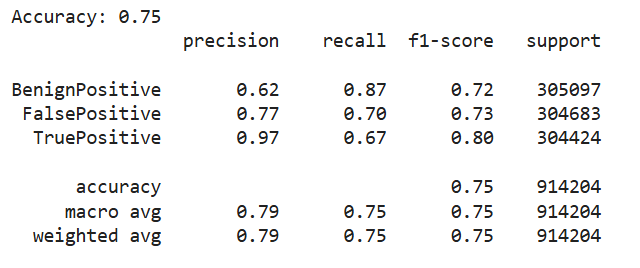 Accuracy: 0.75
precision recall f1-score support
BenignPositive 0.62 0.87 0.72 305097
FalsePositive 0.77 0.70 0.73 304683
TruePositive 0.97 0.67 0.80 304424
accuracy 0.75 914204
macro avg 0.79 0.75 0.75 914204
weighted avg 0.79 0.75 0.75 914204